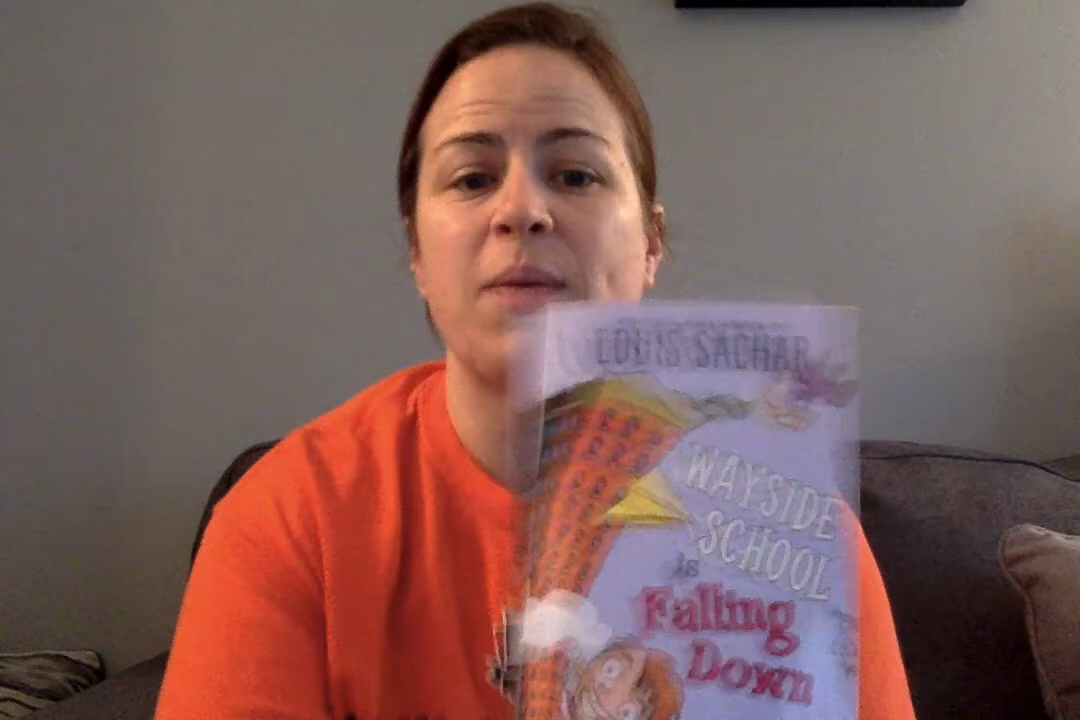 LOUIS SACHAR
WAYSIDE
SCHOOL
is
Falling
Down